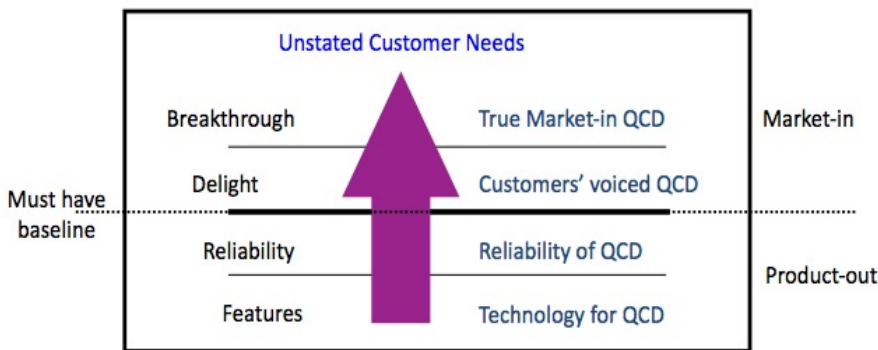 Unstated Customer Needs
Breakthrough
True Market-in QCD
Market-in
Delight
Customers’ voiced QCD
Must have
baseline
Reliability
Reliability of QCD
Product-out
Features
Technology for QCD